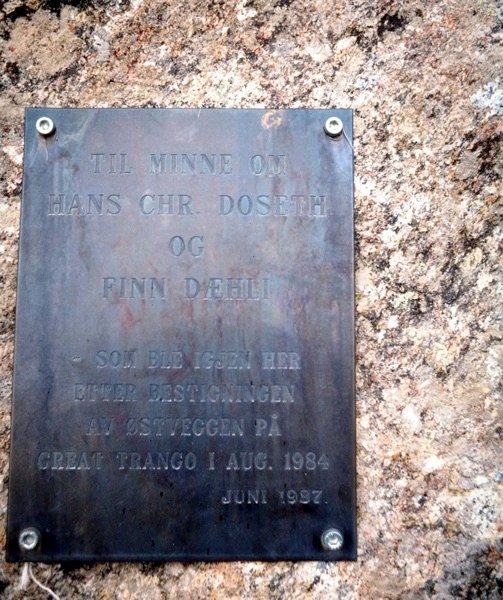 TIL MINNE OM
HANS CHR. DOSETH
OG
FINN DÆHLI
- SOM BLE IGJEN HER
ETTER BESTIGNINGEN
AV ØSTVEGGEN PÅ
GREAT TRANGO I AUG. 1984
JUNI 1987.